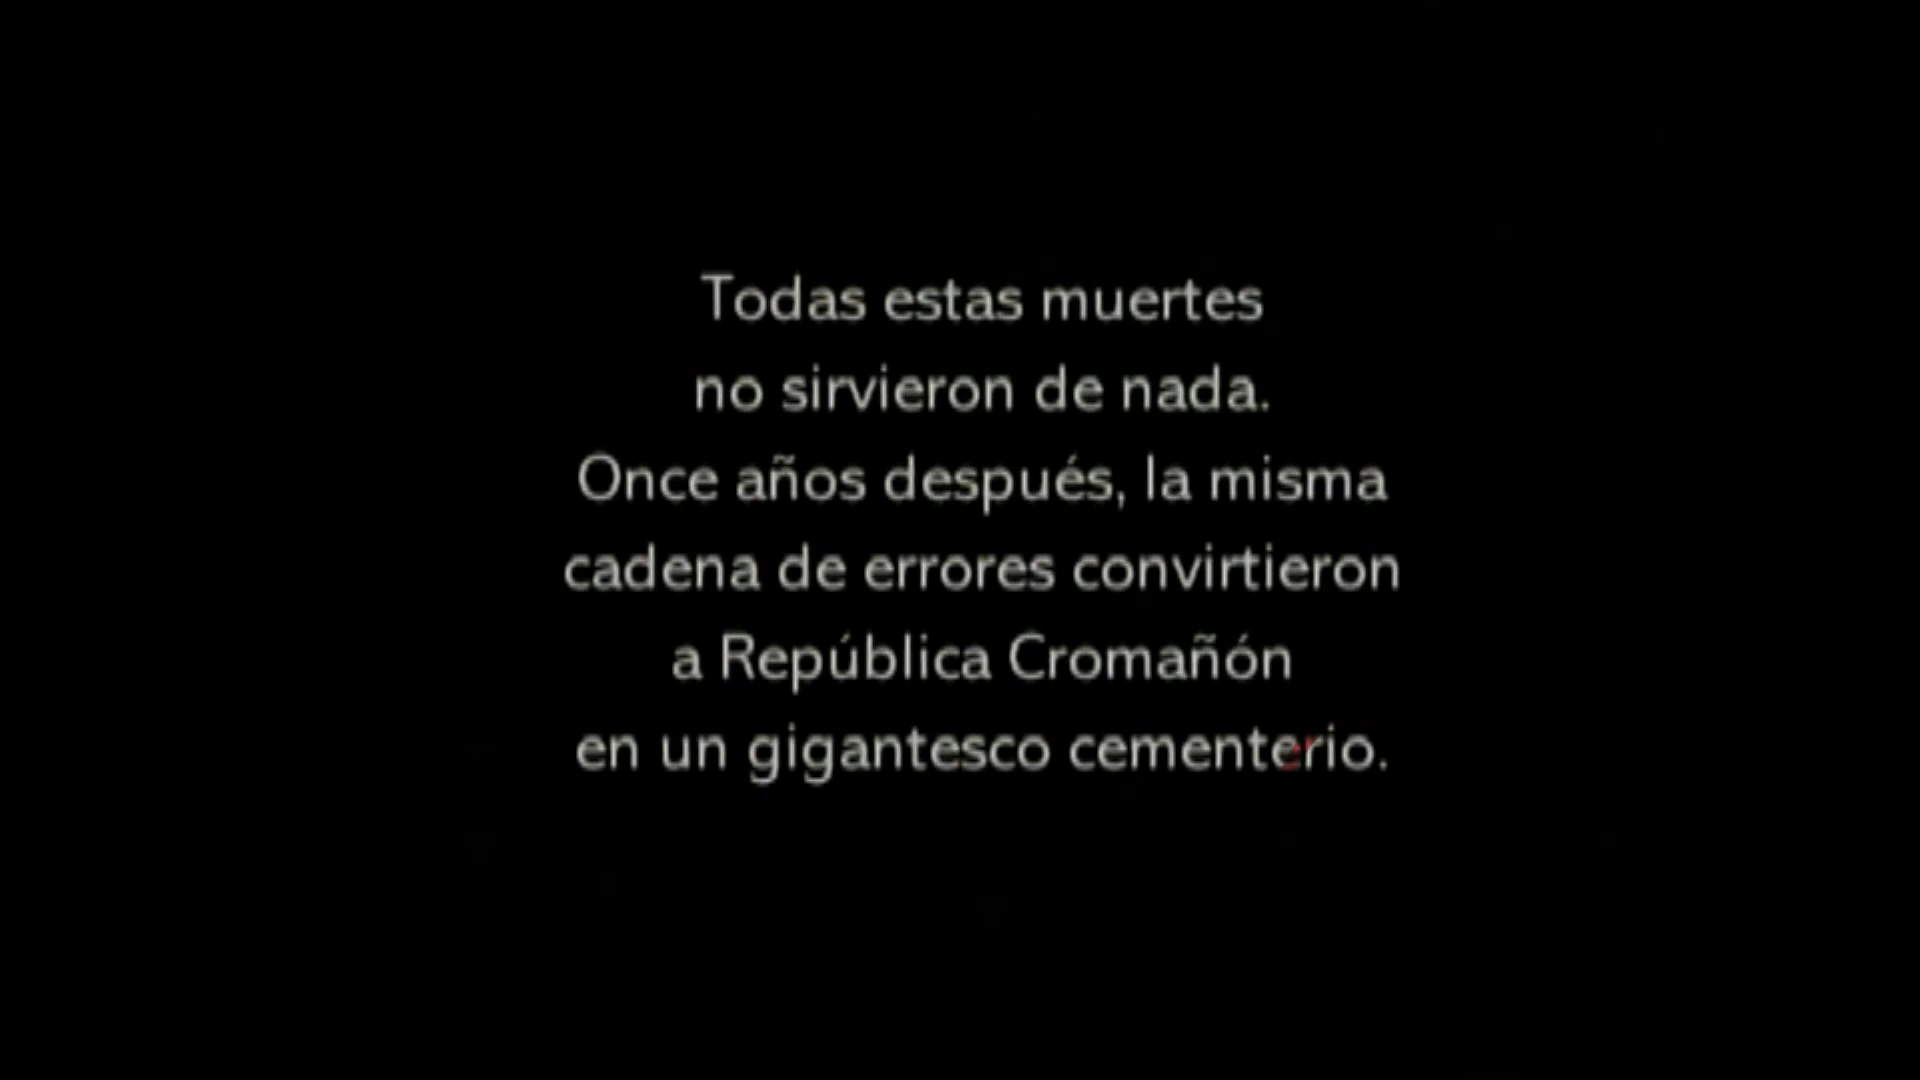 Todas estas muertes
no sirvieron de nada.
Once años después, la misma
cadena de errores convirtieron
a República Cromañón
en un gigantesco cementerio.